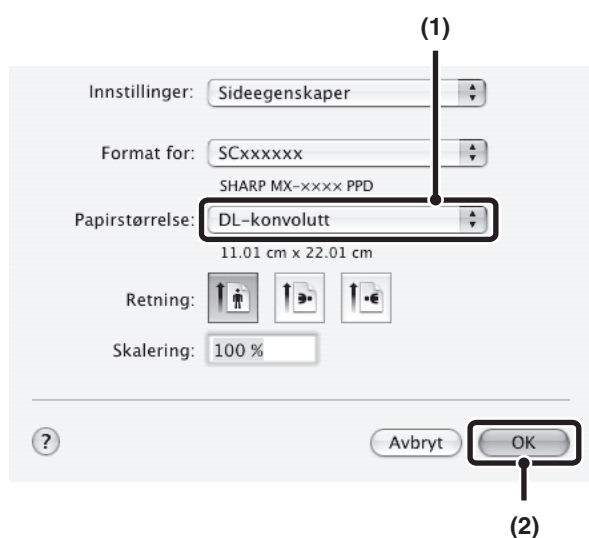 (1)
Innstillinger: Sideegenskaper
Format for: SCxxxxxx
SHARP MX-×××× PPD
Papirstørrelse: DL-konvolutt
11.01 cm x 22.01 cm
Retning:
Skalering: 100 %
? Avbryt OK
(2)